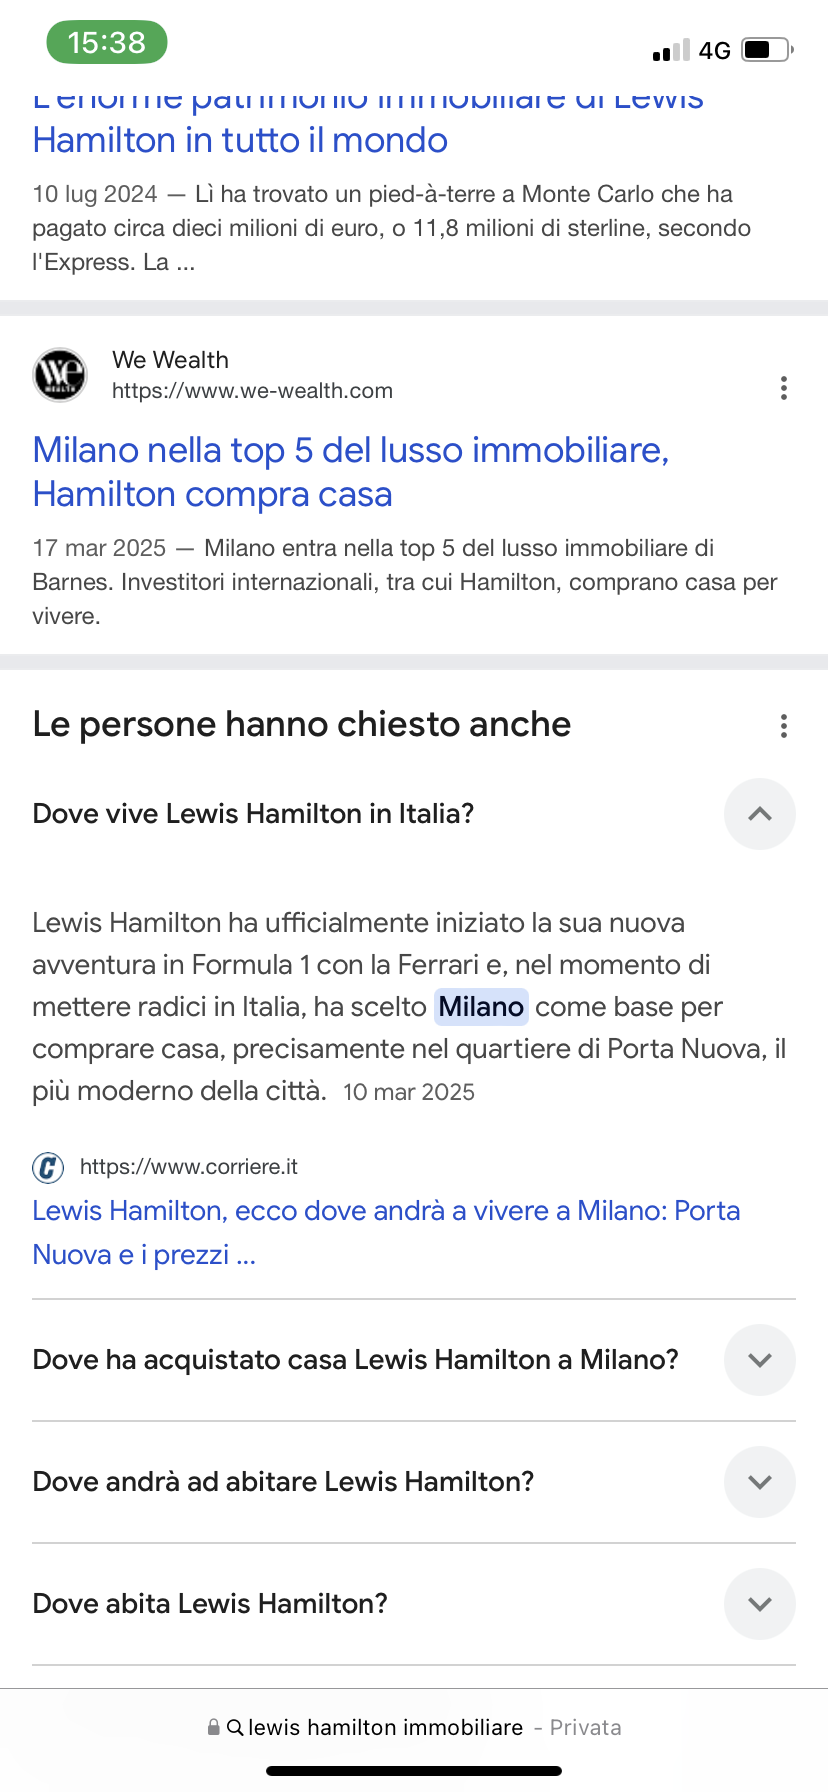 15:38
4G
L'enorme patrimonio immobiliare di Lewis
Hamilton in tutto il mondo
10 lug 2024 — Lì ha trovato un pied-à-terre a Monte Carlo che ha
pagato circa dieci milioni di euro, o 11,8 milioni di sterline, secondo
l'Express. La ...
We Wealth
https://www.we-wealth.com
Milano nella top 5 del lusso immobiliare,
Hamilton compra casa
17 mar 2025 — Milano entra nella top 5 del lusso immobiliare di
Barnes. Investitori internazionali, tra cui Hamilton, comprano casa per
vivere.
Le persone hanno chiesto anche
Dove vive Lewis Hamilton in Italia?
Lewis Hamilton ha ufficialmente iniziato la sua nuova
avventura in Formula 1 con la Ferrari e, nel momento di
mettere radici in Italia, ha scelto Milano come base per
comprare casa, precisamente nel quartiere di Porta Nuova, il
più moderno della città. 10 mar 2025
https://www.corriere.it
Lewis Hamilton, ecco dove andrà a vivere a Milano: Porta
Nuova e i prezzi ...
Dove ha acquistato casa Lewis Hamilton a Milano?
Dove andrà ad abitare Lewis Hamilton?
Dove abita Lewis Hamilton?
lewis hamilton immobiliare - Privata